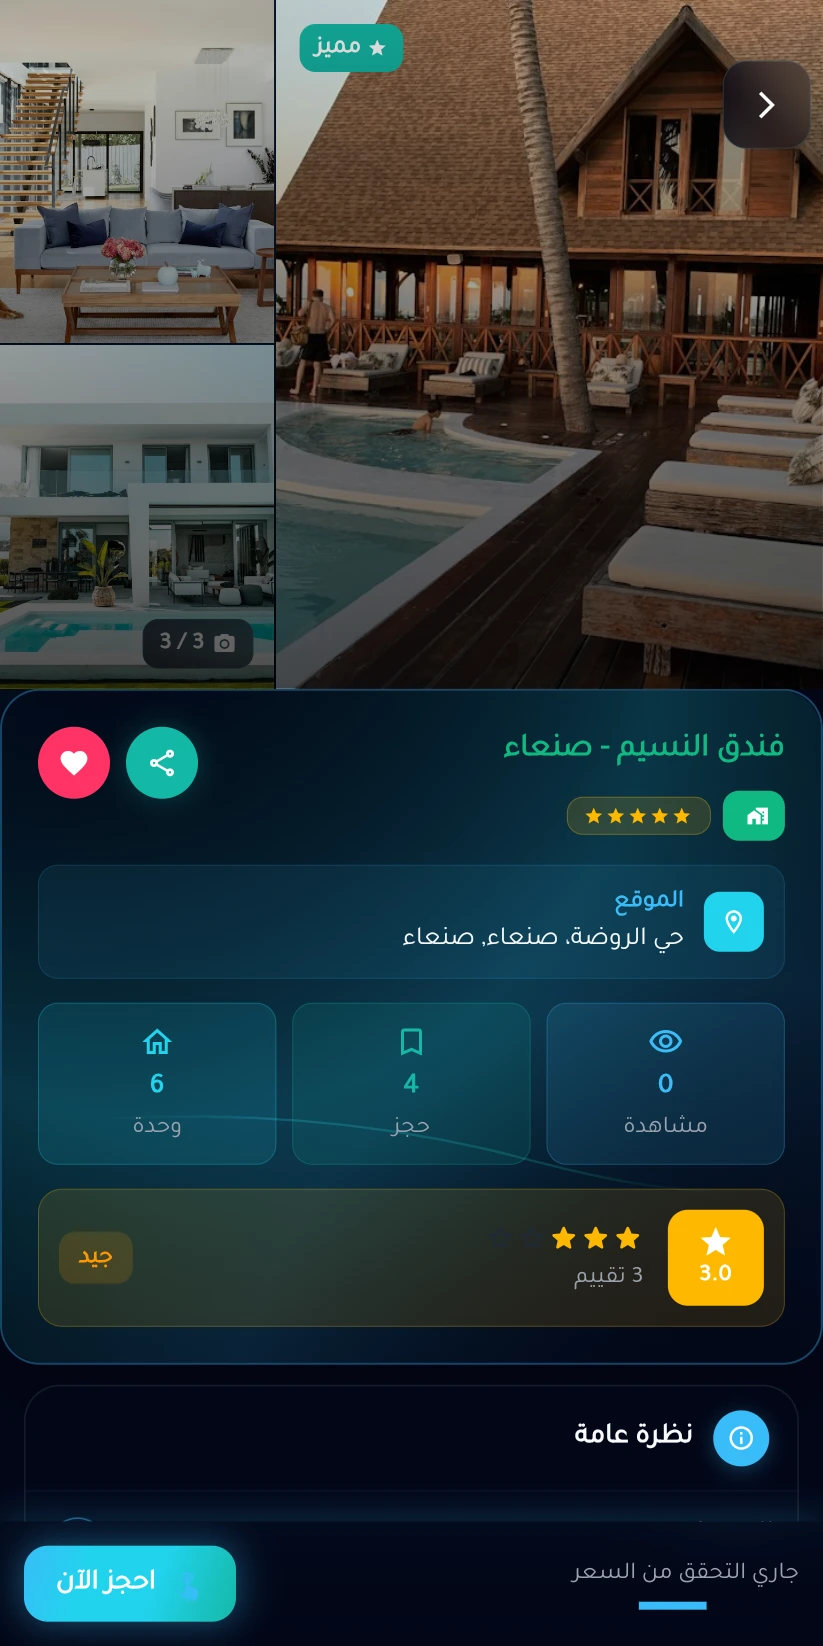 مميز
3 / 3
فندق النسيم - صنعاء
الموقع
حي الروضة، صنعاء, صنعاء
0
مشاهدة
4
حجز
6
وحدة
3.0
3 تقييم
جيد
نظرة عامة
جاري التحقق من السعر
احجز الآن